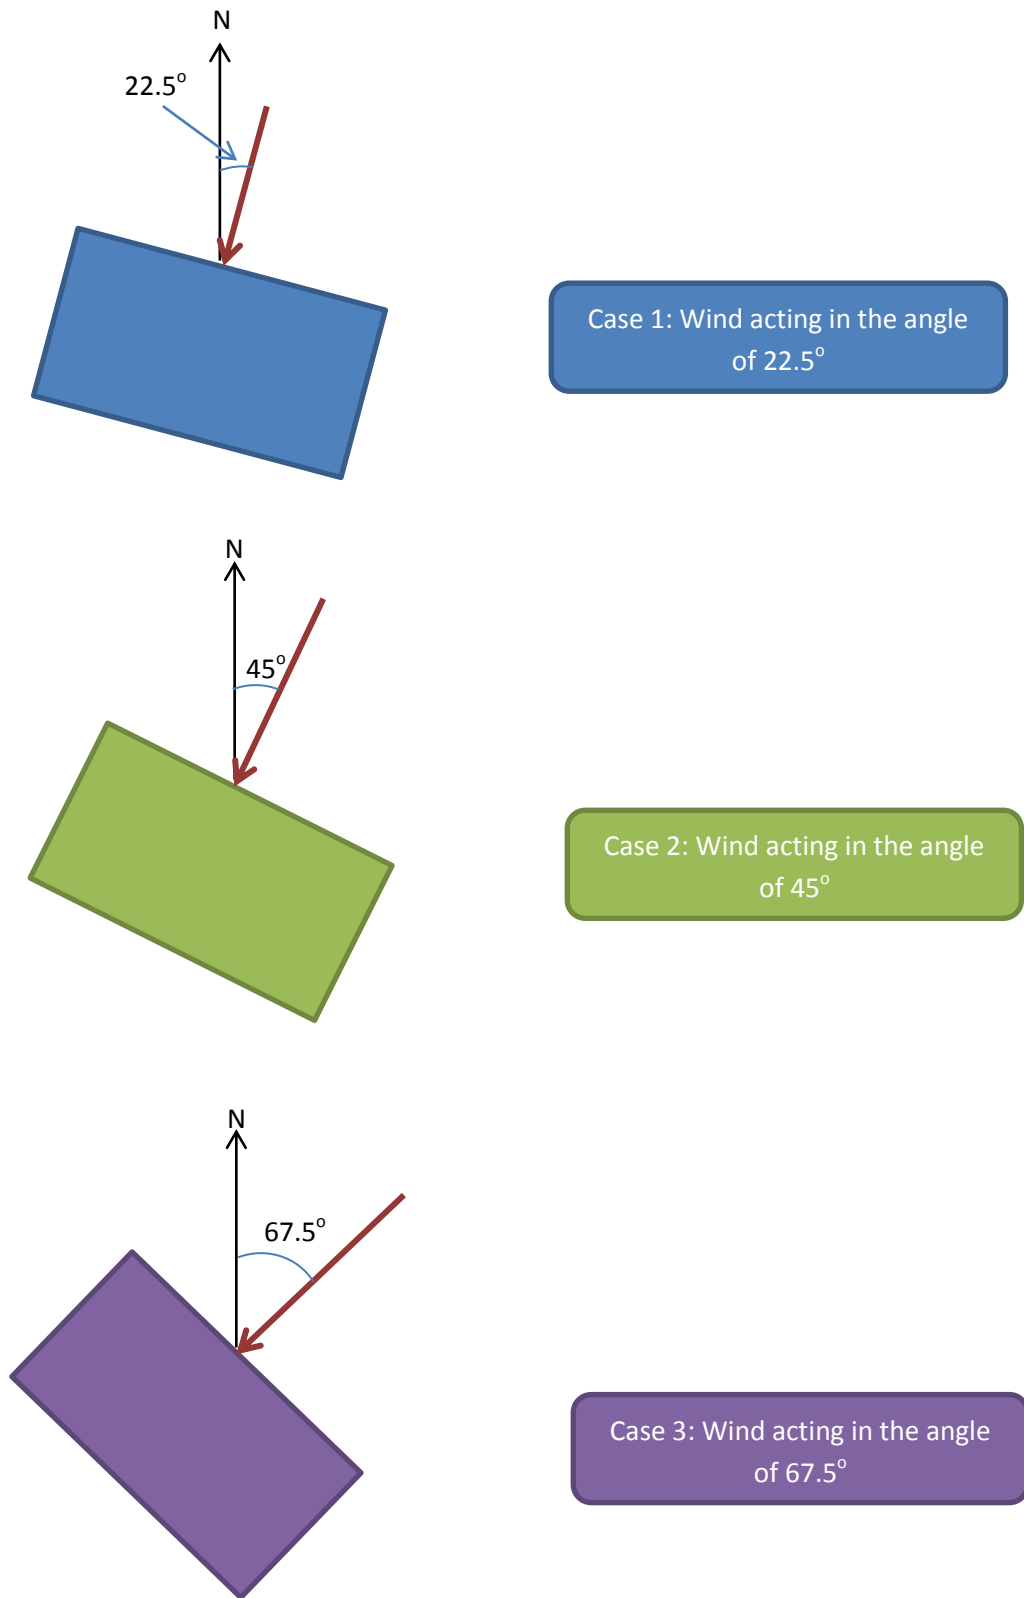 N
22.5°
Case 1: Wind acting in the angle
of 22.5°
N
45°
Case 2: Wind acting in the angle
of 45°
N
67.5°
Case 3: Wind acting in the angle
of 67.5°